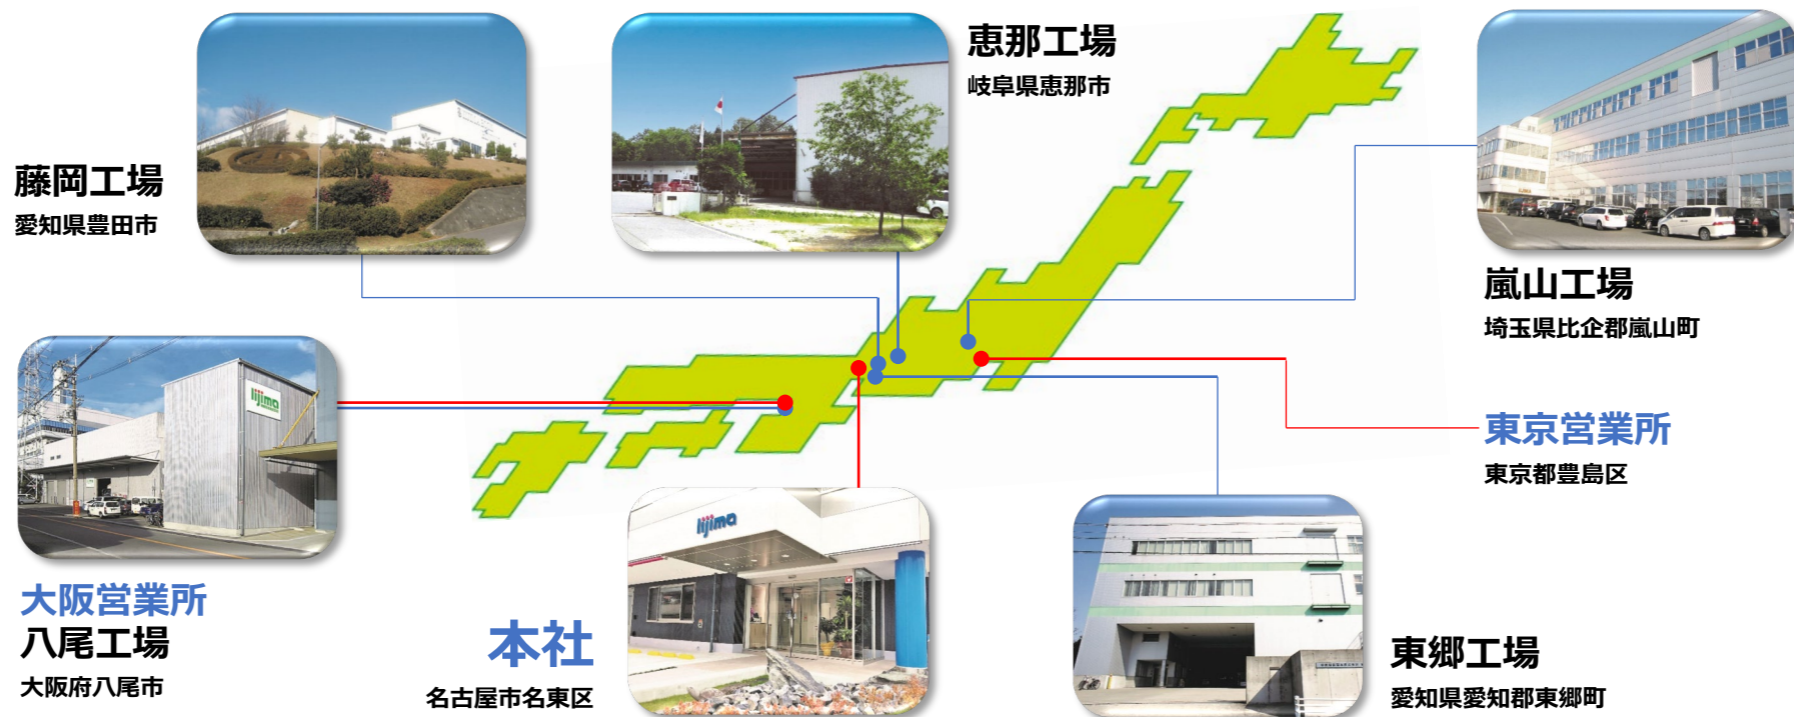 恵那工場
岐阜県恵那市
藤岡工場
愛知県豊田市
嵐山工場
埼玉県比企郡嵐山町
Iijima
東京営業所
東京都豊島区
Iijima
大阪営業所
八尾工場
大阪府八尾市
本社
名古屋市名東区
東郷工場
愛知県愛知郡東郷町